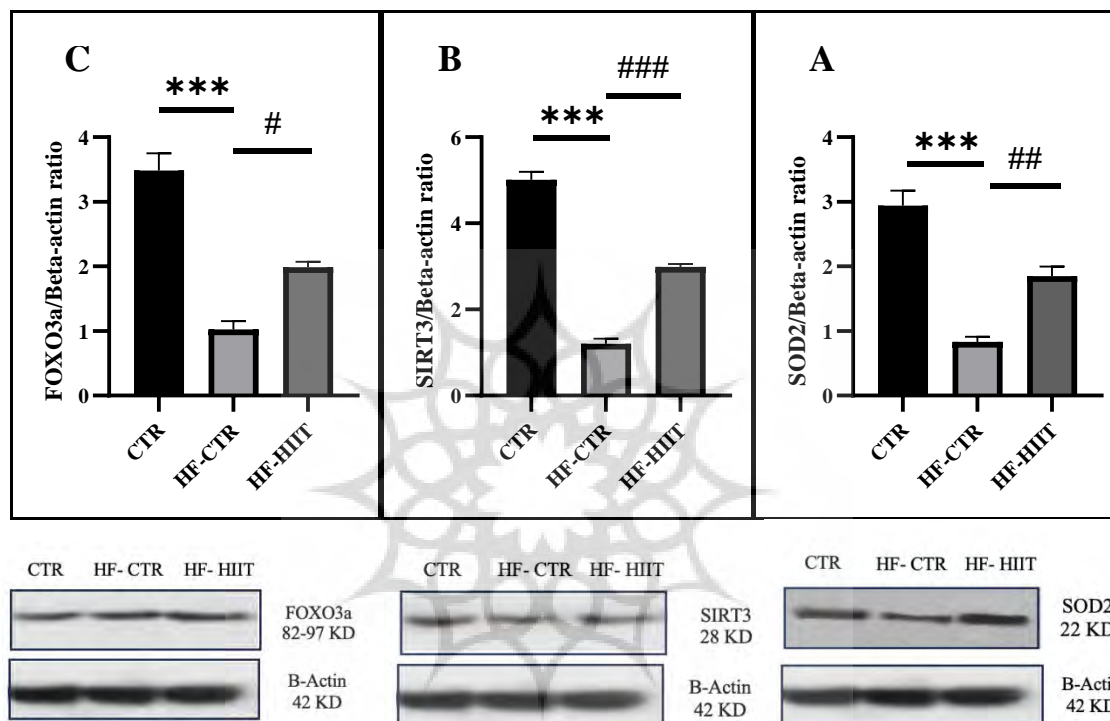 C
***
#
FOXO3a/Beta-actin ratio
4
3
2
1
0
CTR
HF-CTR
HF-HIIT
B
###
***
SIRT3/Beta-actin ratio
6
4
2
0
CTR
HF-CTR
HF-HIIT
A
***
##
SOD2/Beta-actin ratio
4
3
2
1
0
CTR
HF-CTR
HF-HIIT
CTR HF- CTR HF- HIIT
FOXO3a
82-97 KD
B-Actin
42 KD
CTR HF- CTR HF- HIIT
SIRT3
28 KD
B-Actin
42 KD
CTR HF- CTR HF- HIIT
SOD2
22 KD
B-Actin
42 KD